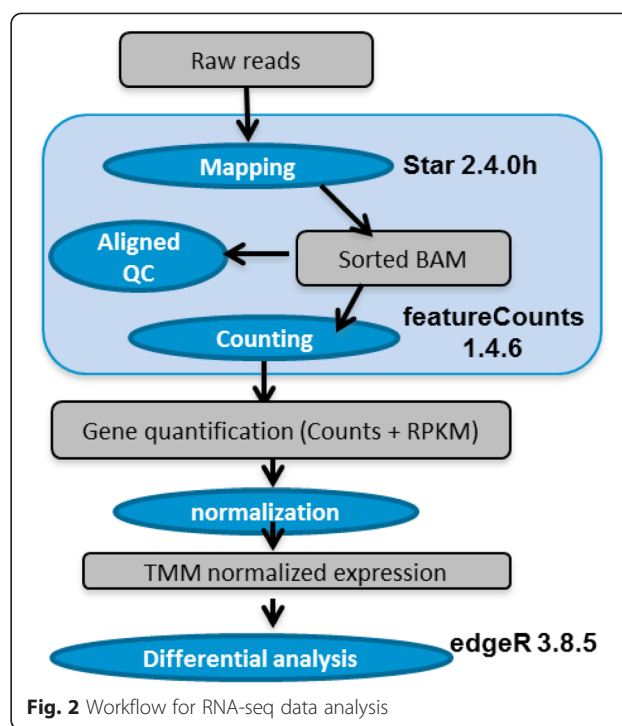 Raw reads
Mapping
Star 2.4.0h
Aligned
QC
Sorted BAM
featureCounts
1.4.6
Counting
Gene quantification (Counts + RPKM)
normalization
TMM normalized expression
edgeR 3.8.5
Differential analysis
Fig. 2 Workflow for RNA-seq data analysis